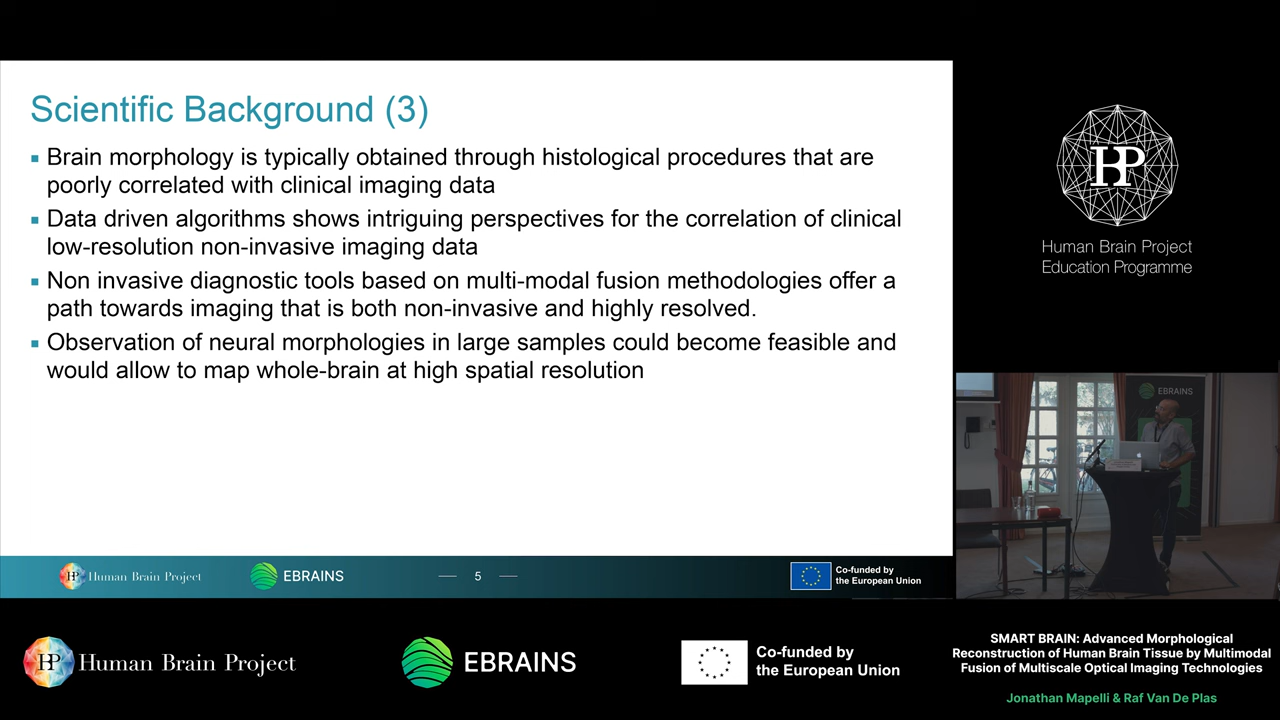 Scientific Background (3)
Brain morphology is typically obtained through histological procedures that are
poorly correlated with clinical imaging data
Data driven algorithms shows intriguing perspectives for the correlation of clinical
low-resolution non-invasive imaging data
Non invasive diagnostic tools based on multi-modal fusion methodologies offer a
path towards imaging that is both non-invasive and highly resolved.
Observation of neural morphologies in large samples could become feasible and
would allow to map whole-brain at high spatial resolution
HP Human Brain Project
EBRAINS
5
Co-funded by
the European Union
HP
Human Brain Project
Education Programme
EBRAINS
HP Human Brain Project
EBRAINS
Co-funded by
the European Union
SMART BRAIN: Advanced Morphological
Reconstruction of Human Brain Tissue by Multimodal
Fusion of Multiscale Optical Imaging Technologies
Jonathan Mapelli & Raf Van De Plas